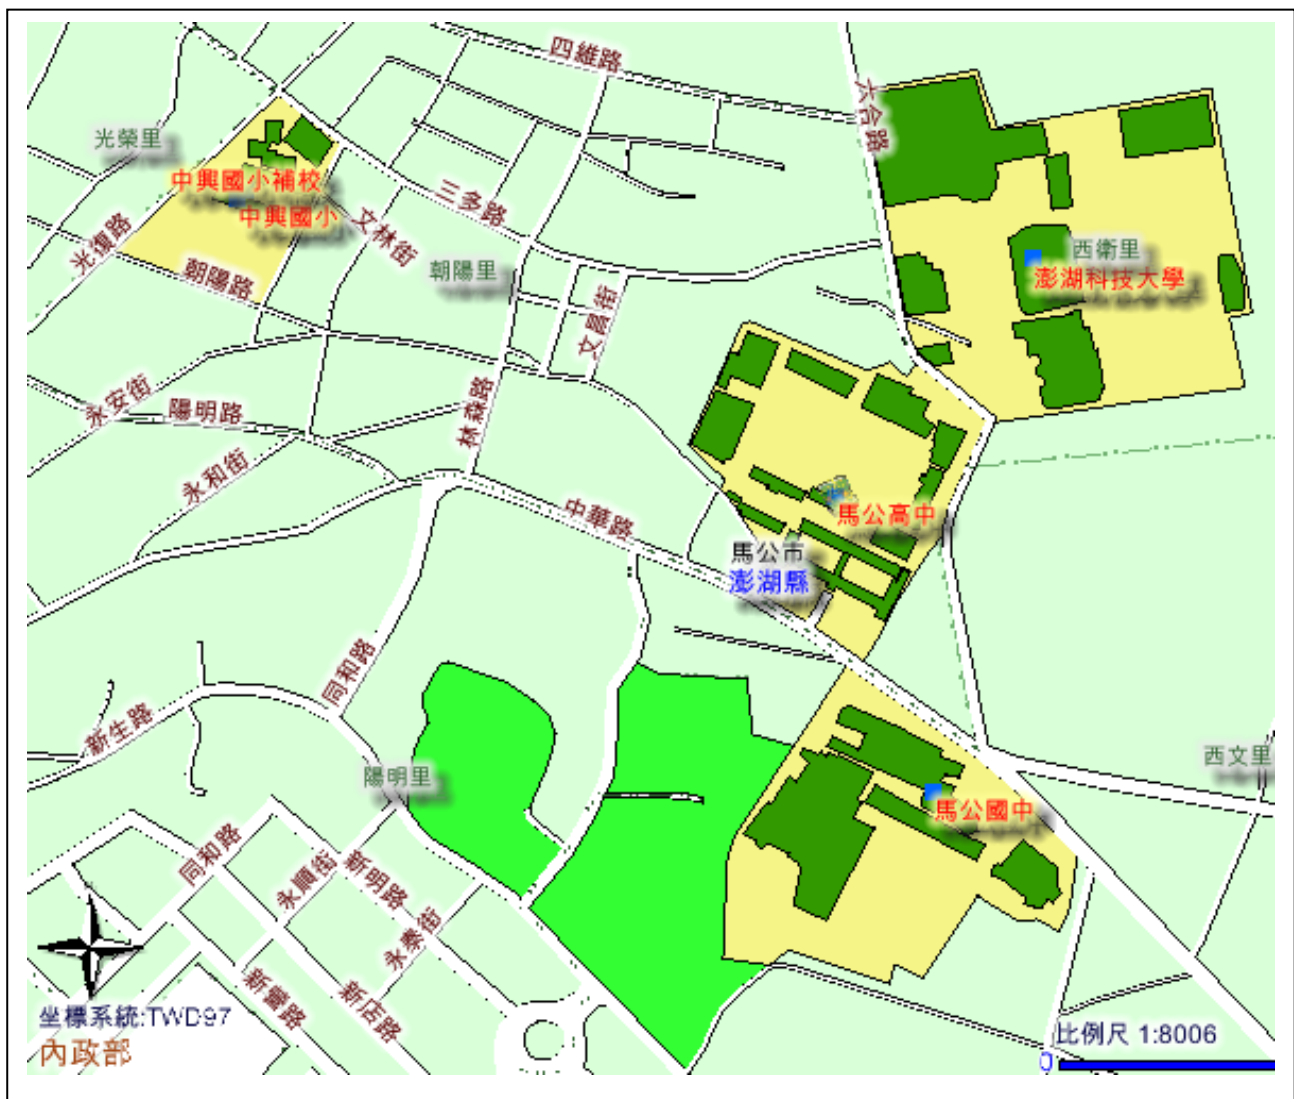 四維路
六合路
光榮里
中興國小補校
中興國小
三多路
文林街
光復路
朝陽路
朝陽里
西衛里
澎湖科技大學
文昌街
永安街
陽明路
林森路
永和街
中華路
馬公高中
馬公市
澎湖縣
同和路
新生路
陽明里
西文里
馬公國中
同和路
永順街
新明路
永泰街
新店路
坐標系統:TWD97
內政部
比例尺 1:8006
0